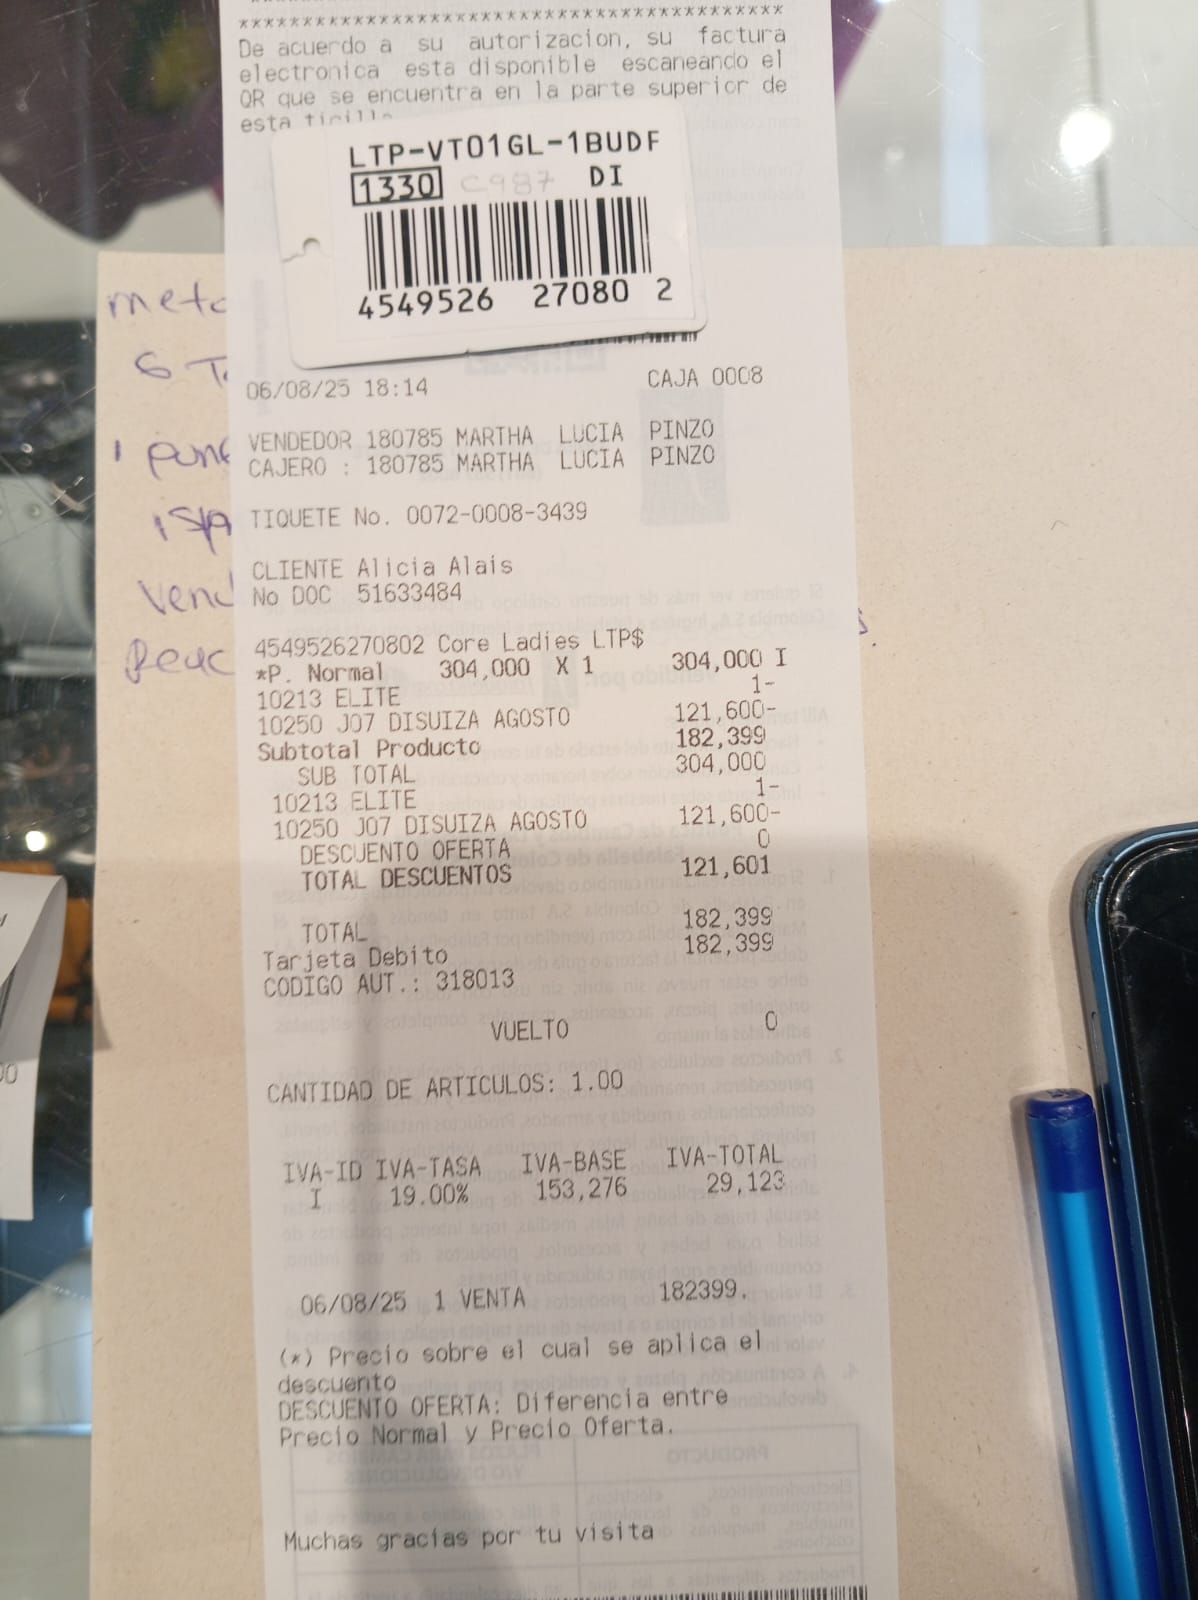 De acuerdo a su autorizacion, su factura
electronica esta disponible escaneando el
QR que se encuentra en la parte superior de
esta tirilla
LTP-VT01GL-1BUDF
1330 C987 DI
4549526 27080 2
06/08/25 18:14 CAJA 0008
VENDEDOR 180785 MARTHA LUCIA PINZO
CAJERO : 180785 MARTHA LUCIA PINZO
TIQUETE No. 0072-0008-3439
CLIENTE Alicia Alais
No DOC 51633484
4549526270802 Core Ladies LTP$
*P. Normal 304,000 X 1 304,000 I
10213 ELITE 1-
10250 J07 DISUIZA AGOSTO 121,600-
Subtotal Producto 182,399
SUB TOTAL 304,000
10213 ELITE 1-
10250 J07 DISUIZA AGOSTO 121,600-
DESCUENTO OFERTA 0
TOTAL DESCUENTOS 121,601
TOTAL 182,399
Tarjeta Debito 182,399
CODIGO AUT.: 318013
VUELTO 0
CANTIDAD DE ARTICULOS: 1.00
IVA-ID IVA-TASA IVA-BASE IVA-TOTAL
I 19.00% 153,276 29,123
06/08/25 1 VENTA 182399.
(*) Precio sobre el cual se aplica el
descuento
DESCUENTO OFERTA: Diferencia entre
Precio Normal y Precio Oferta.
Muchas gracias por tu visita